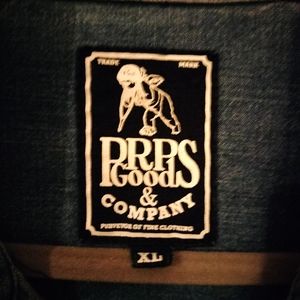 TRADE MARK
PRPS
GOODS
&
COMPANY
PURVEYOR OF FINE CLOTHING
XL